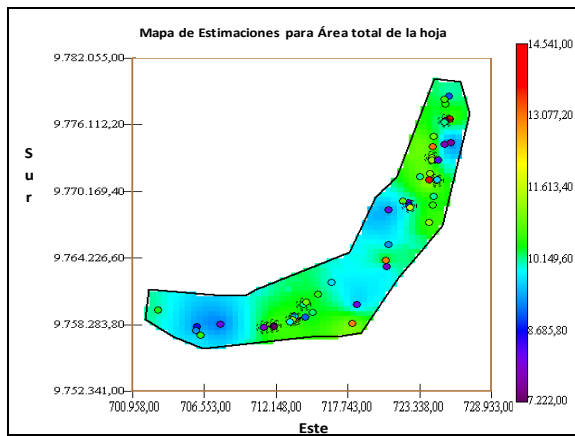 Mapa de Estimaciones para Área total de la hoja
9.782.055,00
9.776.112,20
9.770.169,40
9.764.226,60
9.758.283,80
9.752.341,00
S
u
r
700.958,00 706.553,00 712.148,00 717.743,00 723.338,00 728.933,00
Este
14.541,00
13.077,20
11.613,40
10.149,60
8.685,80
7.222,00